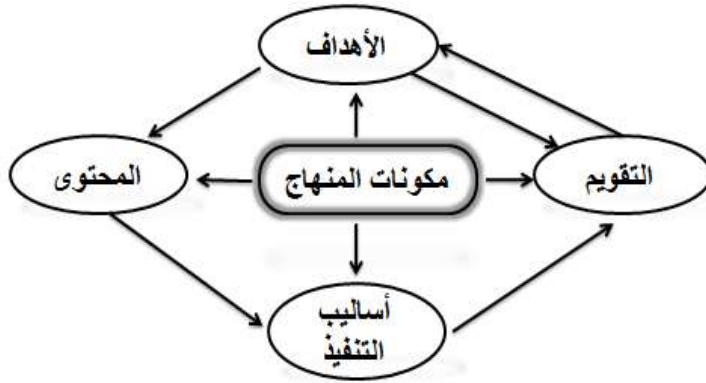 الأهداف
المحتوى
مكونات المنهاج
التقويم
أساليب
التنفيذ